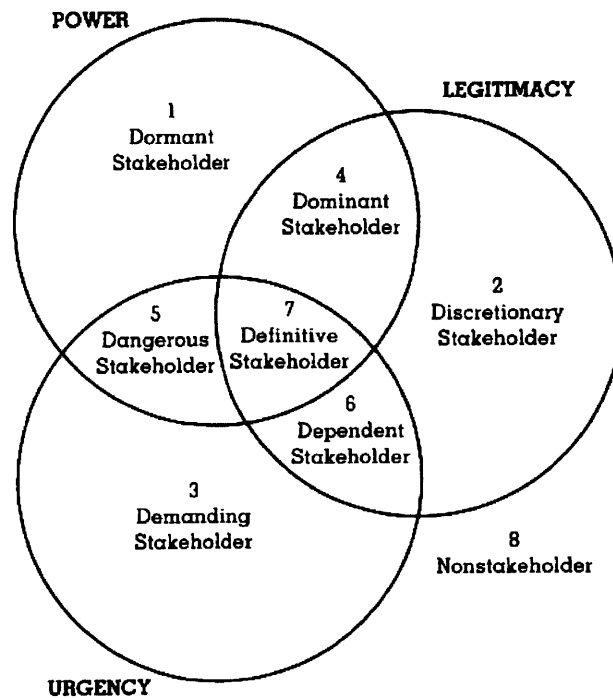 POWER
LEGITIMACY
1
Dormant
Stakeholder
4
Dominant
Stakeholder
2
Discretionary
Stakeholder
5
Dangerous
Stakeholder
7
Definitive
Stakeholder
6
Dependent
Stakeholder
3
Demanding
Stakeholder
8
Nonstakeholder
URGENCY